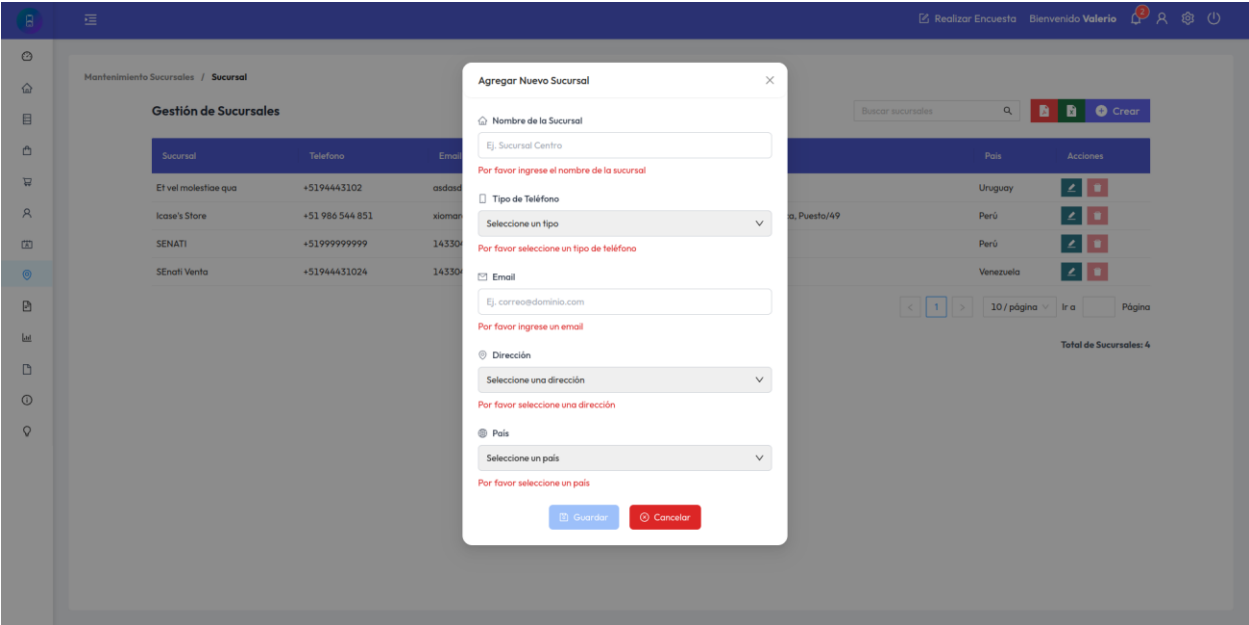 Realizar Encuesta Bienvenido Valerio 2
Mantenimiento Sucursales / Sucursal
Gestión de Sucursales
Buscar sucursales
Crear
Sucursal Telefono Email País Acciones
Et vel molestiae qua +5194443102 asdasd Uruguay
Icase's Store +51 986 544 851 xiomar a, Puesto/49 Perú
SENATI +51999999999 14330 Perú
SEnati Venta +51944431024 14330 Venezuela
< 1 > 10 / página Ir a Página
Total de Sucursales: 4
Agregar Nuevo Sucursal
Nombre de la Sucursal
Ej. Sucursal Centro
Por favor ingrese el nombre de la sucursal
Tipo de Teléfono
Seleccione un tipo
Por favor seleccione un tipo de teléfono
Email
Ej. correo@dominio.com
Por favor ingrese un email
Dirección
Seleccione una dirección
Por favor seleccione una dirección
País
Seleccione un país
Por favor seleccione un país
Guardar Cancelar